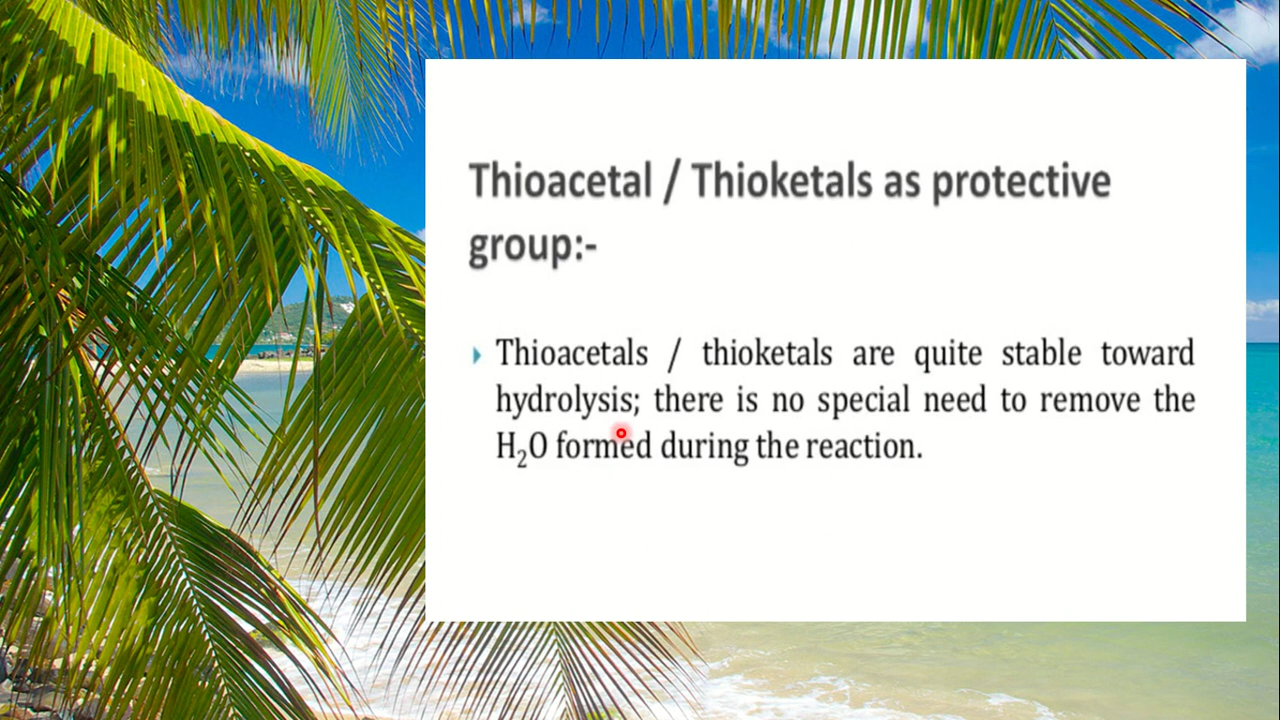 Thioacetal / Thioketals as protective
group:-
Thioacetals / thioketals are quite stable toward
hydrolysis; there is no special need to remove the
H₂O formed during the reaction.